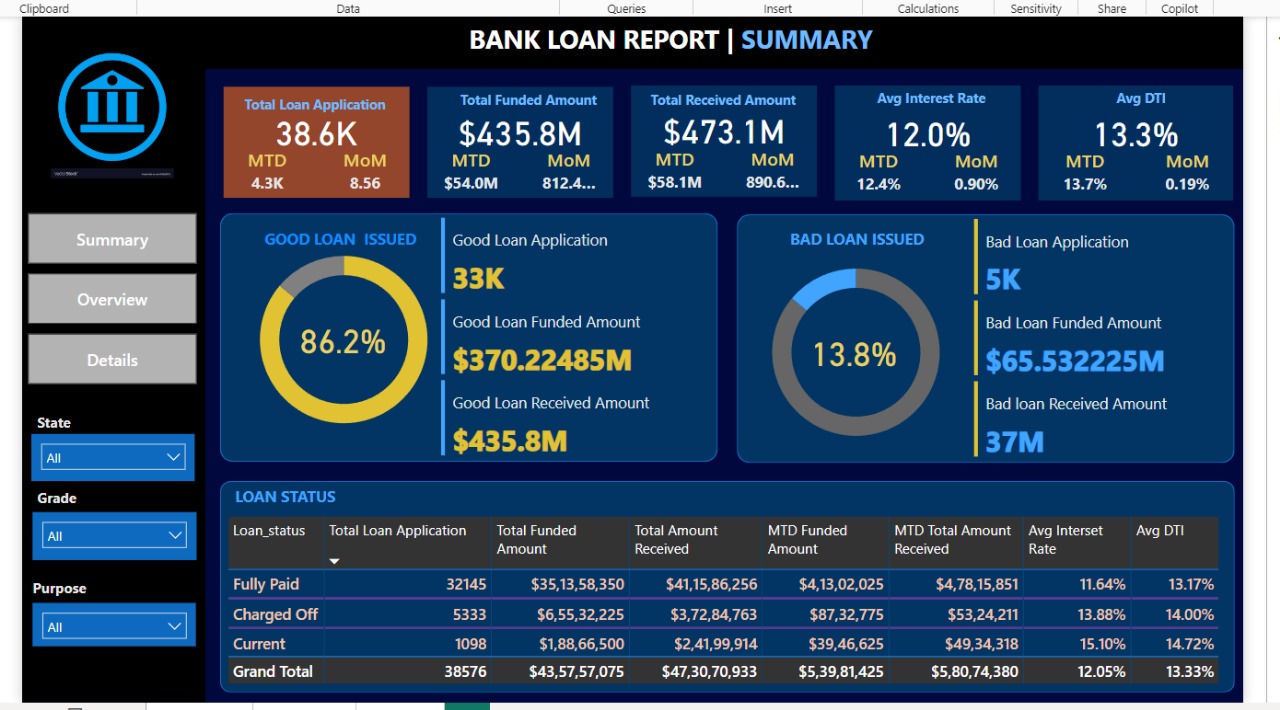 Clipboard Data Queries Insert Calculations Sensitivity Share Copilot
BANK LOAN REPORT | SUMMARY
Total Loan Application
38.6K
MTD MoM
4.3K 8.56
Total Funded Amount
$435.8M
MTD MoM
$54.0M 812.4...
Total Received Amount
$473.1M
MTD MoM
$58.1M 890.6...
Avg Interest Rate
12.0%
MTD MoM
12.4% 0.90%
Avg DTI
13.3%
MTD MoM
13.7% 0.19%
Summary
Overview
Details
State
All
Grade
All
Purpose
All
GOOD LOAN ISSUED
86.2%
Good Loan Application
33K
Good Loan Funded Amount
$370.22485M
Good Loan Received Amount
$435.8M
BAD LOAN ISSUED
13.8%
Bad Loan Application
5K
Bad Loan Funded Amount
$65.532225M
Bad loan Received Amount
37M
LOAN STATUS
Loan_status Total Loan Application Total Funded Amount Total Amount Received MTD Funded Amount MTD Total Amount Received Avg Interset Rate Avg DTI
Fully Paid 32145 $35,13,58,350 $41,15,86,256 $4,13,02,025 $4,78,15,851 11.64% 13.17%
Charged Off 5333 $6,55,32,225 $3,72,84,763 $87,32,775 $53,24,211 13.88% 14.00%
Current 1098 $1,88,66,500 $2,41,99,914 $39,46,625 $49,34,318 15.10% 14.72%
Grand Total 38576 $43,57,57,075 $47,30,70,933 $5,39,81,425 $5,80,74,380 12.05% 13.33%